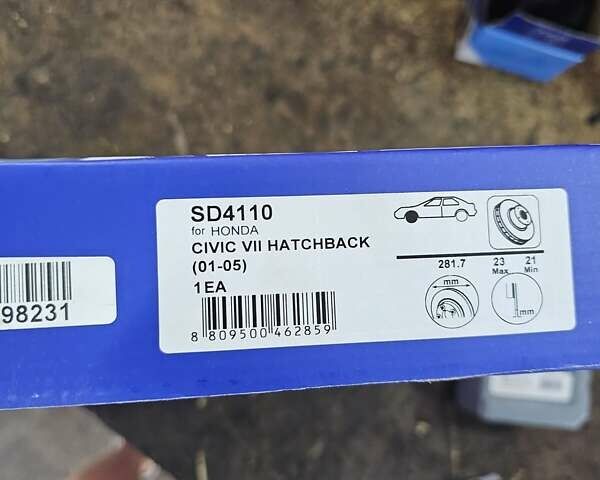 SD4110
for HONDA
CIVIC VII HATCHBACK
(01-05)
1EA
8 809500 462859
281.7
23 Max
21 Min
mm
mm
98231